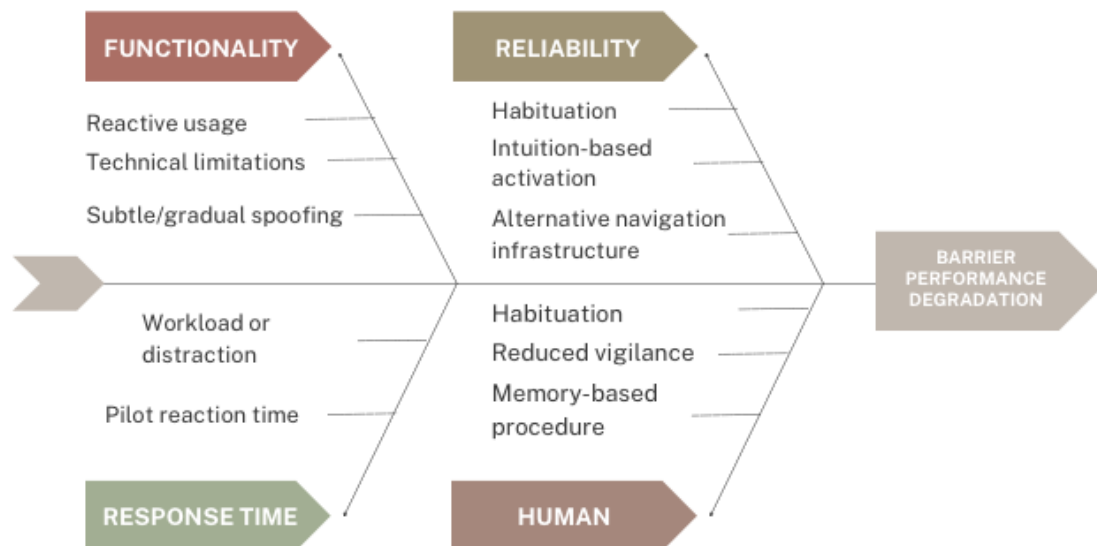 FUNCTIONALITY
Reactive usage
Technical limitations
Subtle/gradual spoofing
RELIABILITY
Habituation
Intuition-based
activation
Alternative navigation
infrastructure
BARRIER
PERFORMANCE
DEGRADATION
Workload or
distraction
Pilot reaction time
RESPONSE TIME
Habituation
Reduced vigilance
Memory-based
procedure
HUMAN